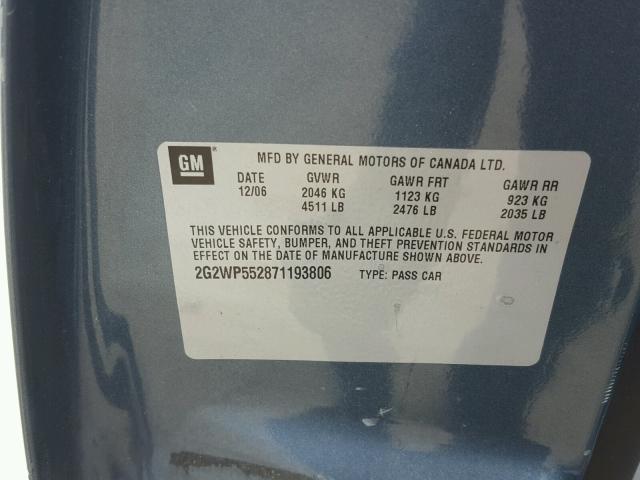 GM
MFD BY GENERAL MOTORS OF CANADA LTD.
DATE GVWR GAWR FRT GAWR RR
12/06 2046 KG 1123 KG 923 KG
4511 LB 2476 LB 2035 LB
THIS VEHICLE CONFORMS TO ALL APPLICABLE U.S. FEDERAL MOTOR
VEHICLE SAFETY, BUMPER, AND THEFT PREVENTION STANDARDS IN
EFFECT ON THE DATE OF MANUFACTURE SHOWN ABOVE.
2G2WP552871193806 TYPE: PASS CAR